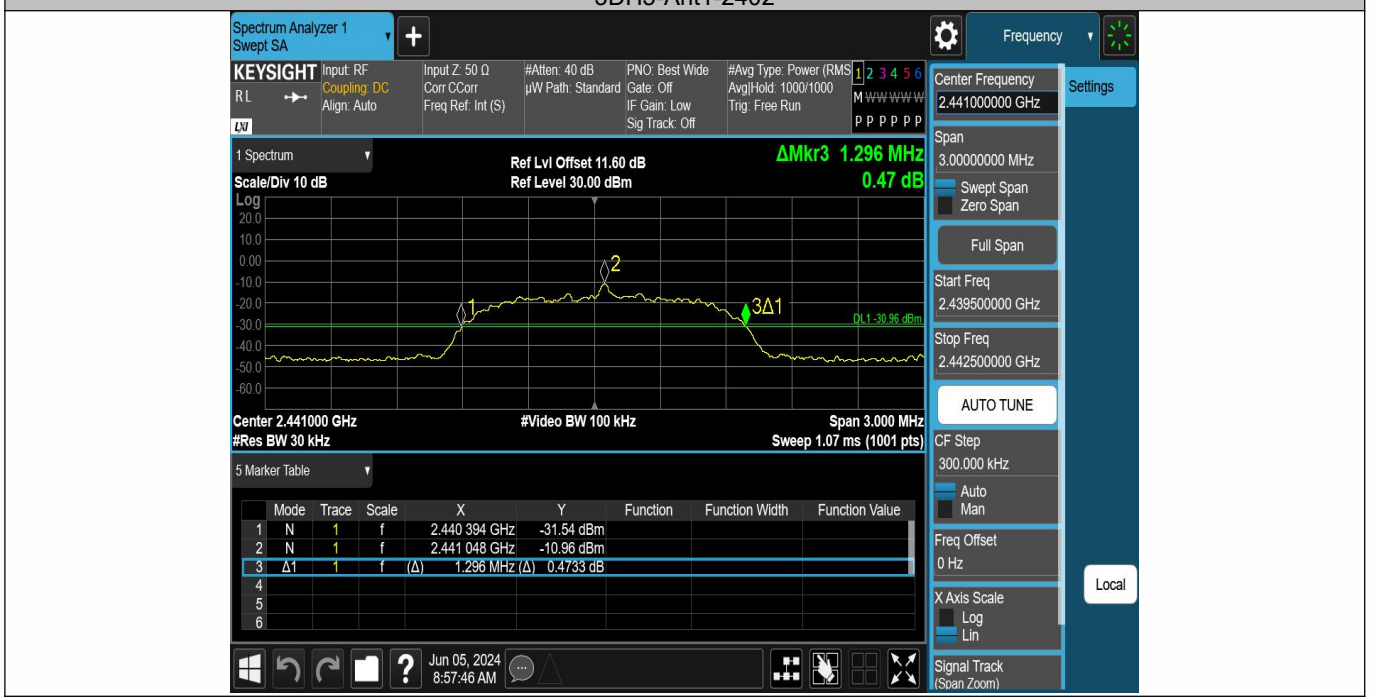 3DH5-Ant1-2402
Spectrum Analyzer 1
Swept SA
+
Frequency
KEYSIGHT
RL
LXI
Input: RF
Coupling: DC
Align: Auto
Input Z: 50 Ω
Corr CCorr
Freq Ref: Int (S)
#Atten: 40 dB
µW Path: Standard
PNO: Best Wide
Gate: Off
IF Gain: Low
Sig Track: Off
#Avg Type: Power (RMS
Avg|Hold: 1000/1000
Trig: Free Run
1 2 3 4 5 6
M W W W W W
P P P P P P
1 Spectrum
Scale/Div 10 dB
Ref Lvl Offset 11.60 dB
Ref Level 30.00 dBm
ΔMkr3 1.296 MHz
0.47 dB
Log
20.0
10.0
0.00
-10.0
-20.0
-30.0
-40.0
-50.0
-60.0
1
2
3Δ1
DL1 -30.96 dBm
Center 2.441000 GHz
#Video BW 100 kHz
Span 3.000 MHz
#Res BW 30 kHz
Sweep 1.07 ms (1001 pts)
5 Marker Table
Mode Trace Scale X Y Function Function Width Function Value
1 N 1 f 2.440 394 GHz -31.54 dBm
2 N 1 f 2.441 048 GHz -10.96 dBm
3 Δ1 1 f (Δ) 1.296 MHz (Δ) 0.4733 dB
4
5
6
?
Jun 05, 2024
8:57:46 AM
Center Frequency
2.441000000 GHz
Settings
Span
3.00000000 MHz
Swept Span
Zero Span
Full Span
Start Freq
2.439500000 GHz
Stop Freq
2.442500000 GHz
AUTO TUNE
CF Step
300.000 kHz
Auto
Man
Freq Offset
0 Hz
Local
X Axis Scale
Log
Lin
Signal Track
(Span Zoom)